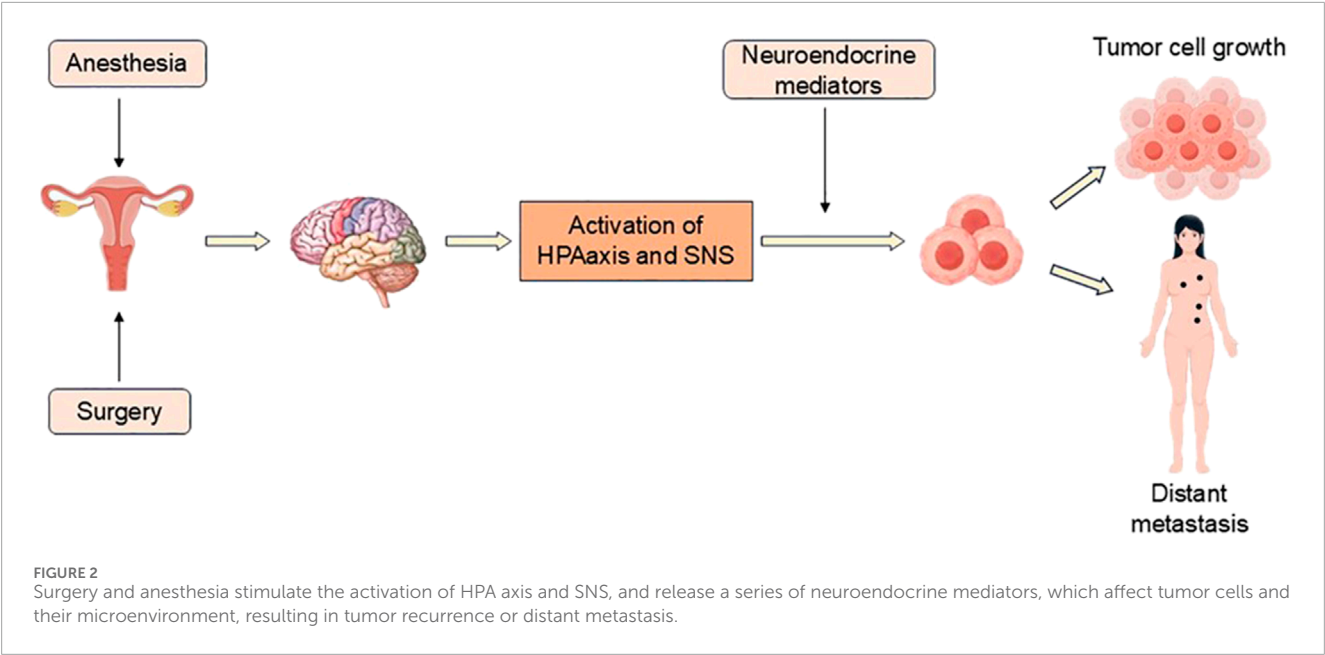 Anesthesia
Neuroendocrine
mediators
Tumor cell growth
Activation of
HPAaxis and SNS
Surgery
Distant
metastasis
FIGURE 2
Surgery and anesthesia stimulate the activation of HPA axis and SNS, and release a series of neuroendocrine mediators, which affect tumor cells and
their microenvironment, resulting in tumor recurrence or distant metastasis.